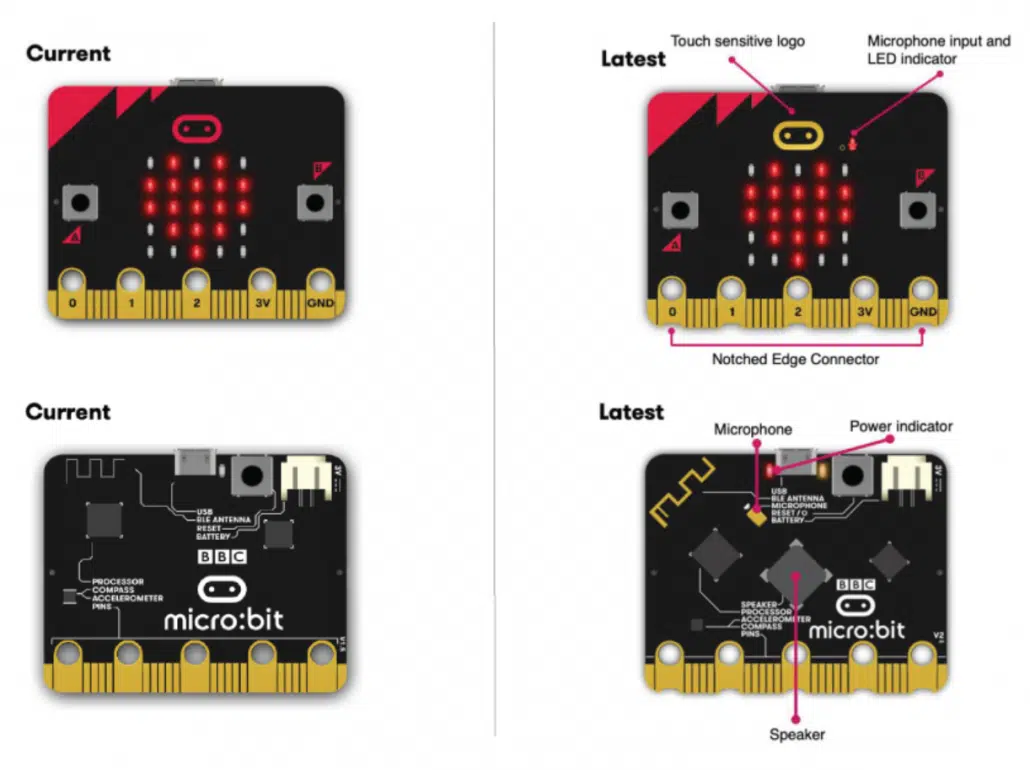 Current
A
B
0 1 2 3V GND
Latest
Touch sensitive logo
Microphone input and
LED indicator
A
B
0 1 2 3V GND
Notched Edge Connector
Current
3V
USB
BLE ANTENNA
RESET
BATTERY
BBC
PROCESSOR
COMPASS
ACCELEROMETER
PINS
micro:bit
Latest
Microphone
Power indicator
3V
USB
BLE ANTENNA
MICROPHONE
RESET /
BATTERY
BBC
SPEAKER
PROCESSOR
ACCELEROMETER
COMPASS
PINS
micro:bit
V2
Speaker